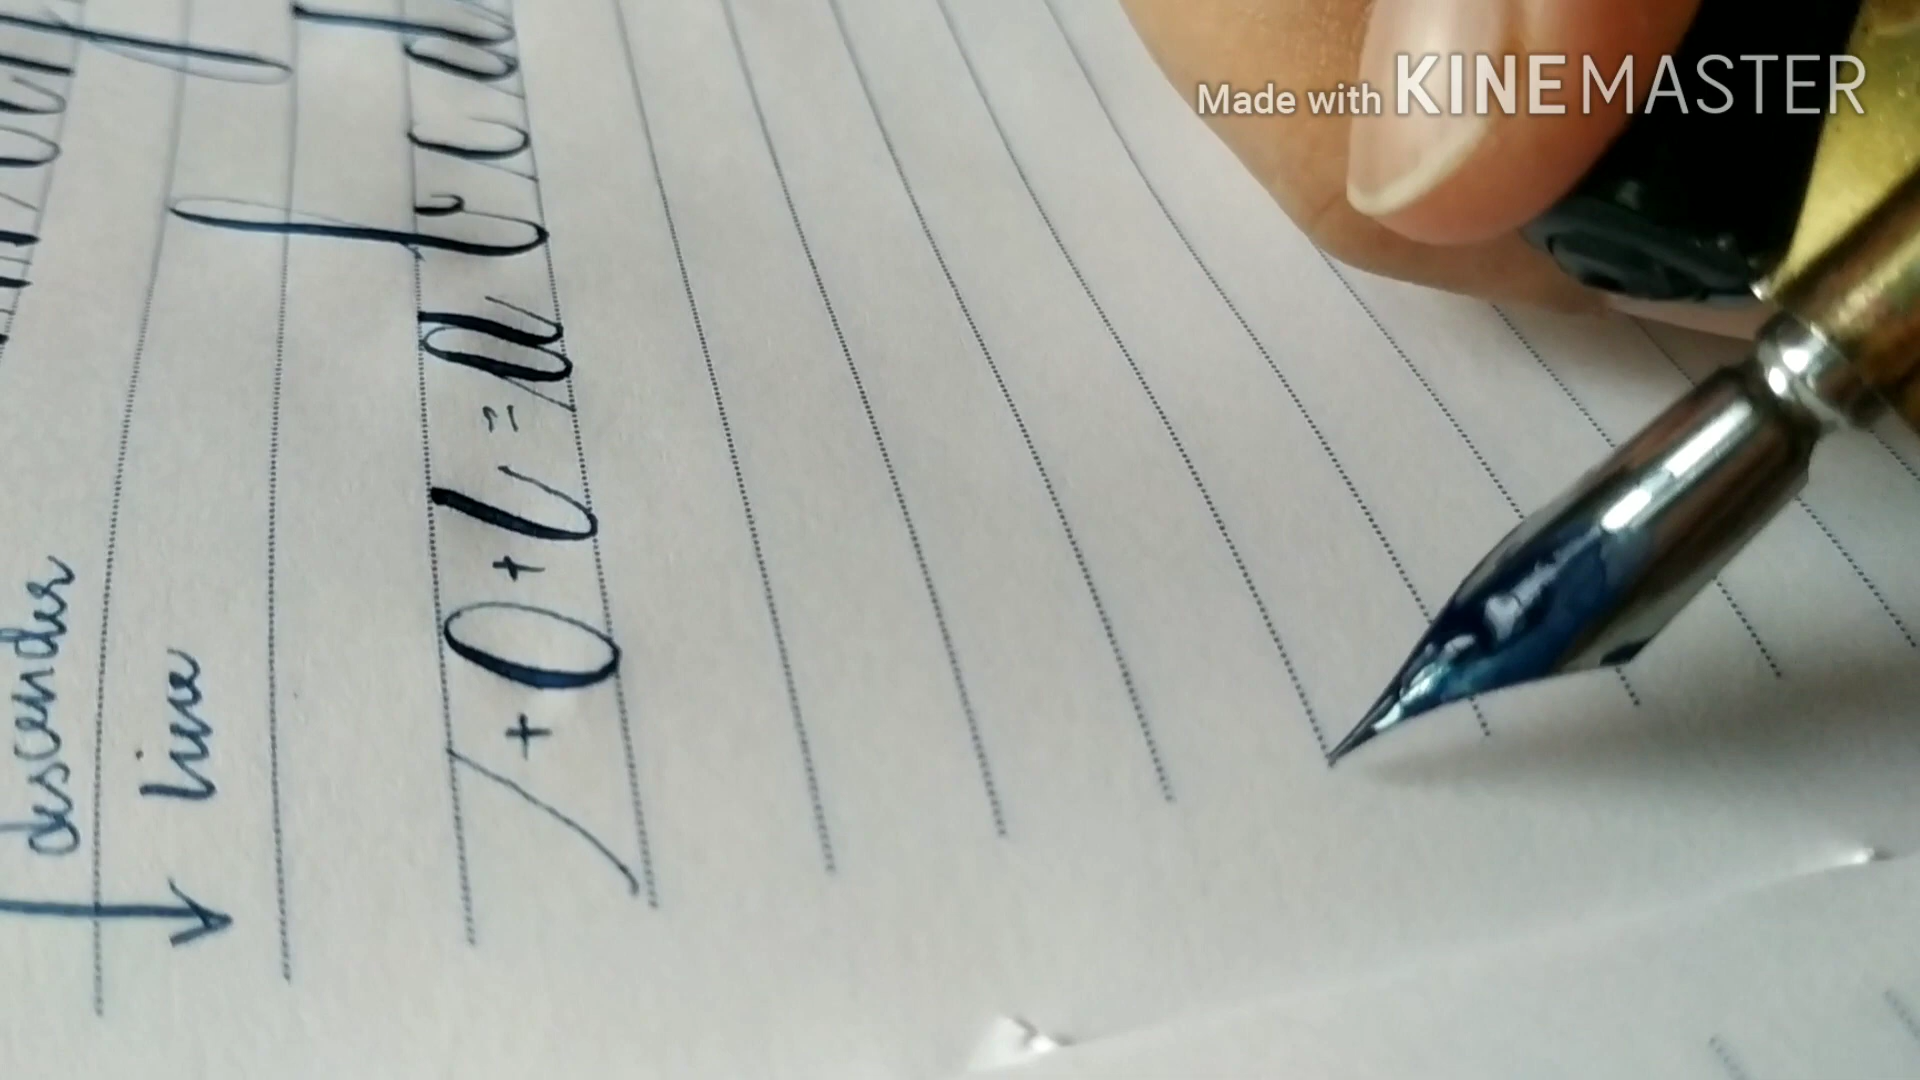 Made with KINEMASTER
descender
line
/ + O + ι = a b c d